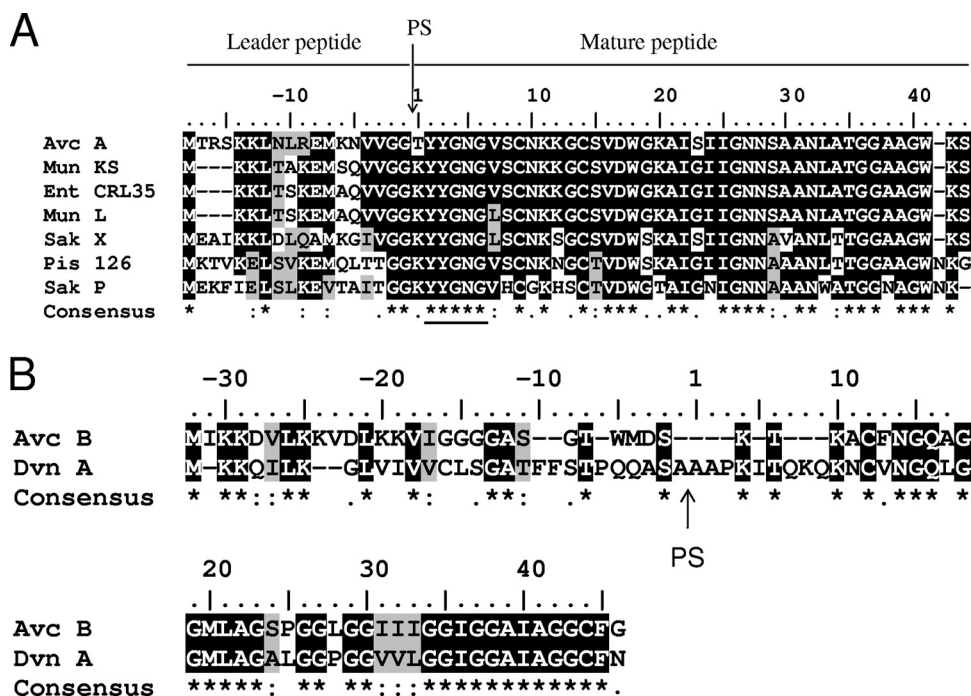 A
PS
Leader peptide
Mature peptide
-10 1 10 20 30 40
Avc A MTRSKKLNLREMKNVVGGTYYGNGVSCNKKGCSVDWGKAISIIGNNSAANLATGGAAGW-KS
Mun KS M---KKLTAKEMSQVVGGKYYGNGVSCNKKGCSVDWGKAIGIIGNNSAANLATGGAAGW-KS
Ent CRL35 M---KKLTSKEMAQVVGGKYYGNGVSCNKKGCSVDWGKAIGIIGNNSAANLATGGAAGW-KS
Mun L M---KKLTSKEMAQVVGGKYYGNGLSCNKKGCSVDWGKAIGIIGNNSAANLATGGAAGW-KS
Sak X MEAIKKLDLQAMKGIVGGKYYGNGLSCNKSGCSVDWSKAISIIGNNAVANLTTGGAAGW-KS
Pis 126 MKTVKELSVKEMQLTTGGKYYGNGVSCNKNGCTVDWSKAIGIIGNNAAANLTTGGAAGWNKG
Sak P MEKFIELSLKEVTAITGGKYYGNGVHCGKHSCTVDWGTAIGNIGNNAAANWATGGNAGWNK-
Consensus * :* : . **.*****: *.* .*:*** .**. *****:.** .*** *** *.
B
-30 -20 -10 1 10
Avc B MIKKDVLKKVDLKKVIGGGGAS--GT-WMDS----K-T---KACFNGQAG
Dvn A M-KKQILK--GLVIVVCLSGATFFSTPQQASAAAPKITQKQKNCVNGQLG
Consensus * **::** .* *: .**: .* * * * * *. *** *
PS
20 30 40
Avc B GMLAGSPGGLGGIIIGGIGGAIAGGCFG
Dvn A GMLAGALGGPGGVVLGGIGGAIAGGCFN
Consensus *****: ** **:::************.